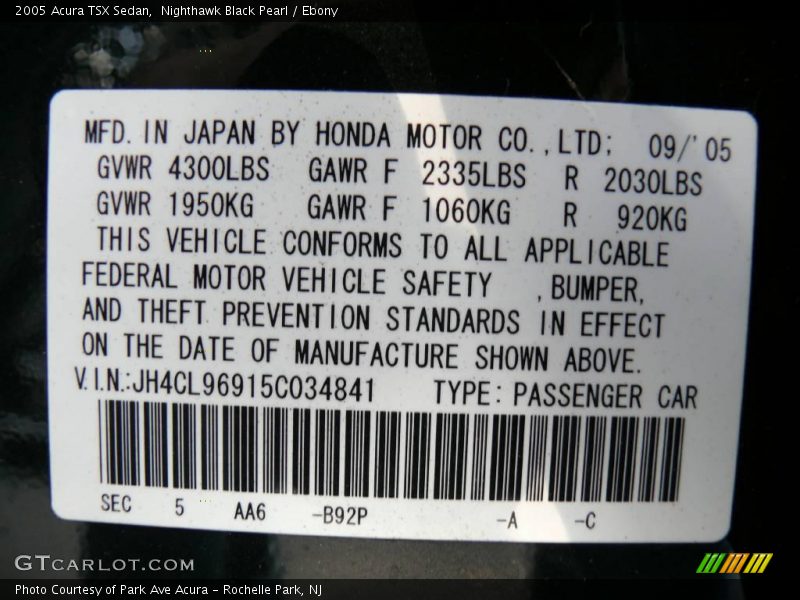 2005 Acura TSX Sedan, Nighthawk Black Pearl / Ebony
MFD. IN JAPAN BY HONDA MOTOR CO., LTD; 09/'05
GVWR 4300LBS GAWR F 2335LBS R 2030LBS
GVWR 1950KG GAWR F 1060KG R 920KG
THIS VEHICLE CONFORMS TO ALL APPLICABLE
FEDERAL MOTOR VEHICLE SAFETY , BUMPER,
AND THEFT PREVENTION STANDARDS IN EFFECT
ON THE DATE OF MANUFACTURE SHOWN ABOVE.
V.I.N.:JH4CL96915C034841 TYPE: PASSENGER CAR
SEC 5 AA6 -B92P -A -C
GTCARLOT.COM
Photo Courtesy of Park Ave Acura - Rochelle Park, NJ